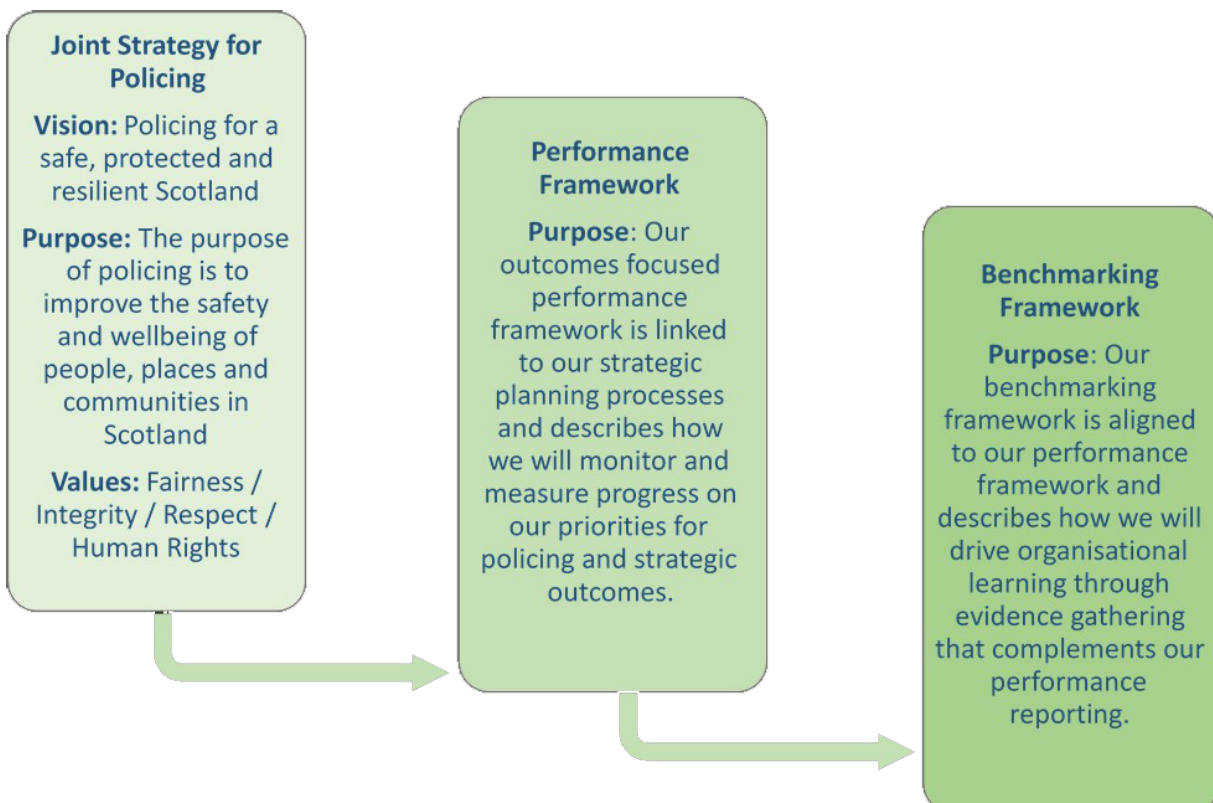 Joint Strategy for
Policing
Vision: Policing for a
safe, protected and
resilient Scotland
Purpose: The purpose
of policing is to
improve the safety
and wellbeing of
people, places and
communities in
Scotland
Values: Fairness /
Integrity / Respect /
Human Rights
Performance
Framework
Purpose: Our
outcomes focused
performance
framework is linked
to our strategic
planning processes
and describes how
we will monitor and
measure progress on
our priorities for
policing and strategic
outcomes.
Benchmarking
Framework
Purpose: Our
benchmarking
framework is aligned
to our performance
framework and
describes how we will
drive organisational
learning through
evidence gathering
that complements our
performance
reporting.